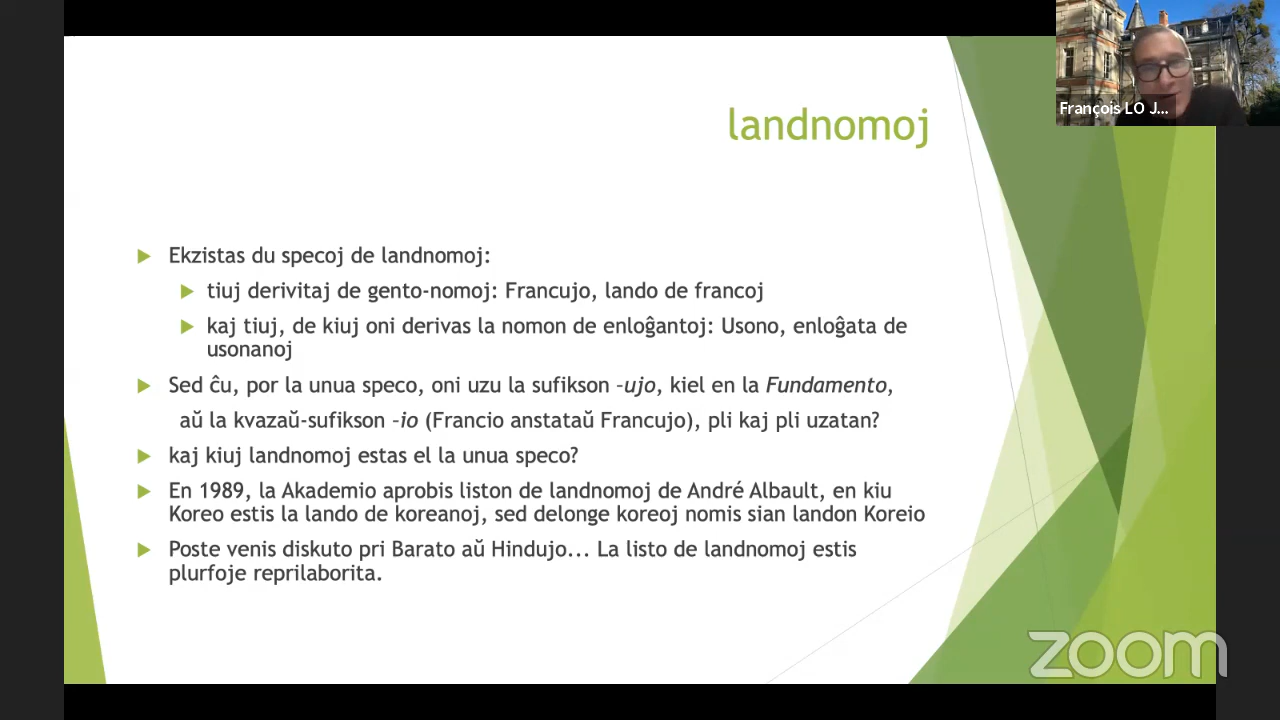 François LO J...
landnomoj
Ekzistas du specoj de landnomoj:
tiuj derivitaj de gento-nomoj: Francujo, lando de francoj
kaj tiuj, de kiuj oni derivas la nomon de enloĝantoj: Usono, enloĝata de
usonanoj
Sed ĉu, por la unua speco, oni uzu la sufikson –ujo, kiel en la Fundamento,
aŭ la kvazaŭ-sufikson –io (Francio anstataŭ Francujo), pli kaj pli uzatan?
kaj kiuj landnomoj estas el la unua speco?
En 1989, la Akademio aprobis liston de landnomoj de André Albault, en kiu
Koreo estis la lando de koreanoj, sed delonge koreoj nomis sian landon Koreio
Poste venis diskuto pri Barato aŭ Hindujo... La listo de landnomoj estis
plurfoje reprilaborita.
zoom